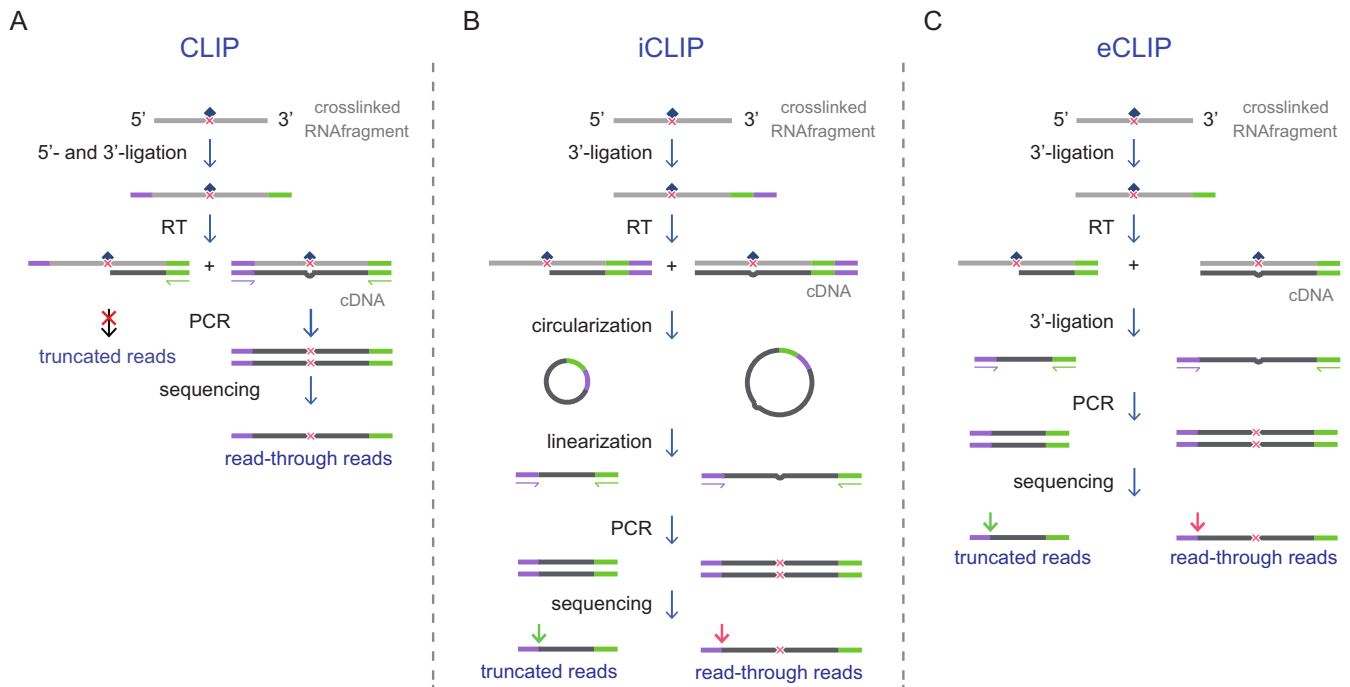 A
CLIP
5’
3’
crosslinked
RNAfragment
5’- and 3’-ligation
RT
+
cDNA
PCR
truncated reads
sequencing
read-through reads
B
iCLIP
5’
3’
crosslinked
RNAfragment
3’-ligation
RT
+
cDNA
circularization
linearization
PCR
sequencing
truncated reads
read-through reads
C
eCLIP
5’
3’
crosslinked
RNAfragment
3’-ligation
RT
+
cDNA
3’-ligation
PCR
sequencing
truncated reads
read-through reads